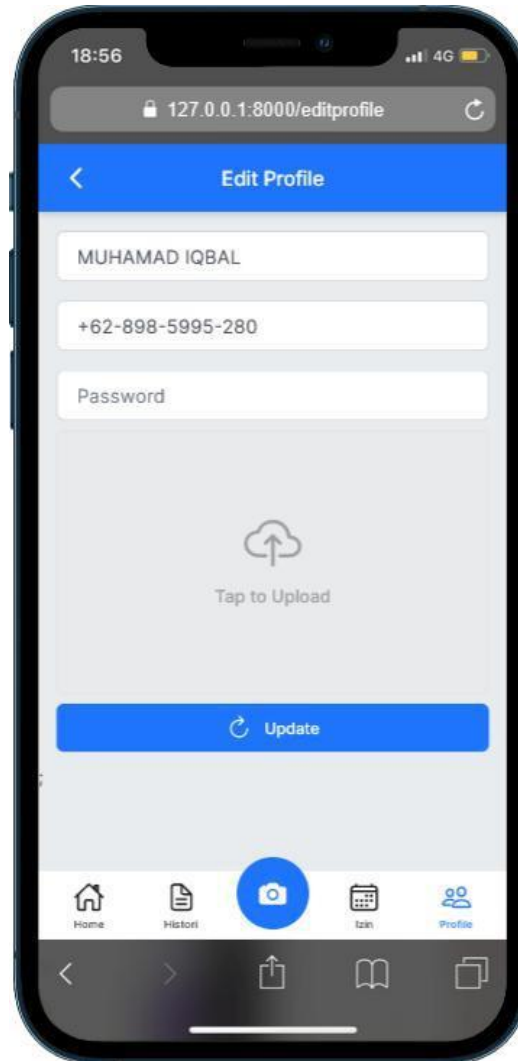 18:56
4G
127.0.0.1:8000/editprofile
Edit Profile
MUHAMAD IQBAL
+62-898-5995-280
Password
Tap to Upload
Update
;
Home Histori Izin Profile